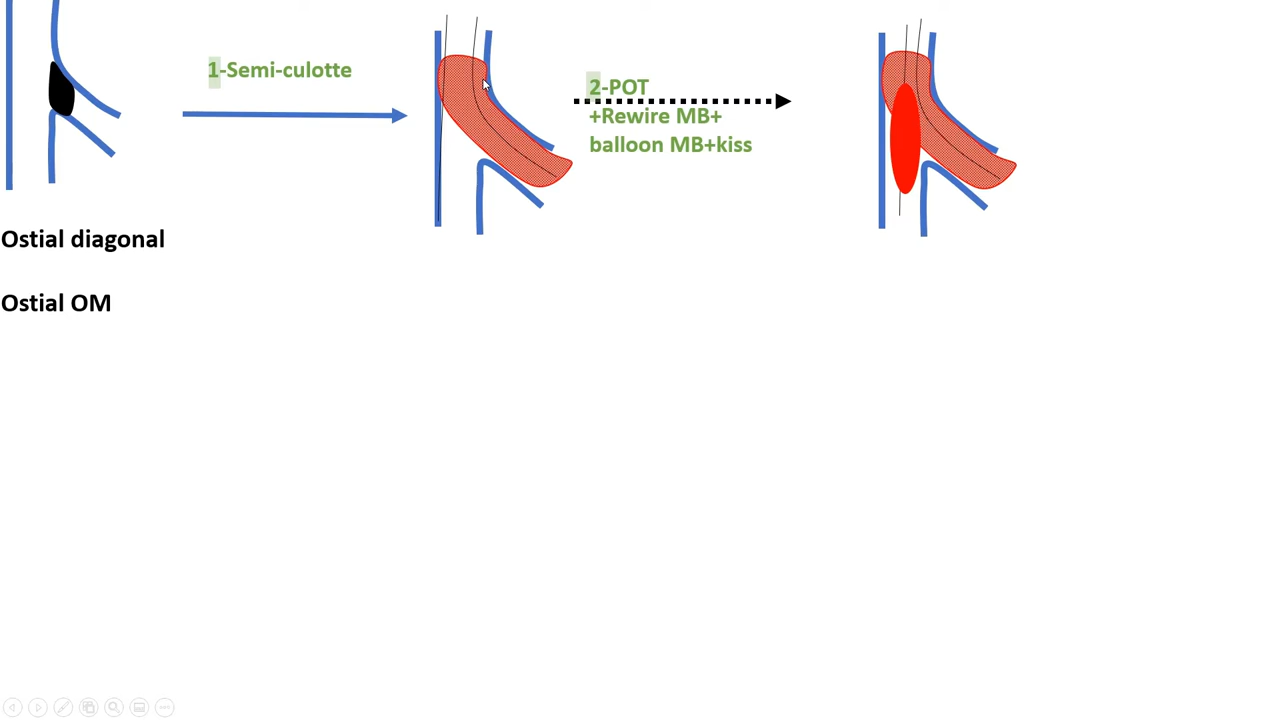 1-Semi-culotte
2-POT
+Rewire MB+
balloon MB+kiss
Ostial diagonal
Ostial OM